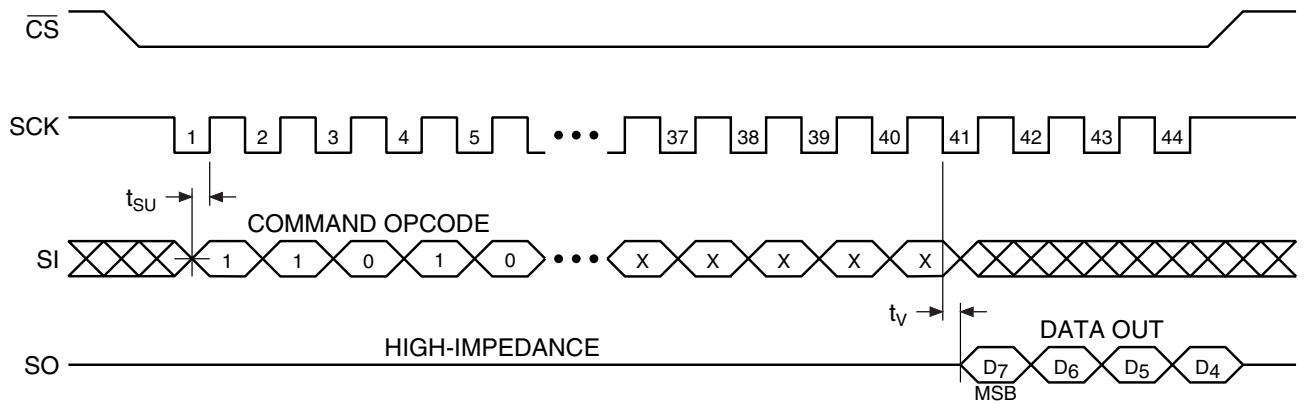 CS
SCK 1 2 3 4 5 ••• 37 38 39 40 41 42 43 44
tSU
COMMAND OPCODE
SI 1 1 0 1 0 ••• X X X X X
tV
DATA OUT
HIGH-IMPEDANCE
SO D7 D6 D5 D4
MSB